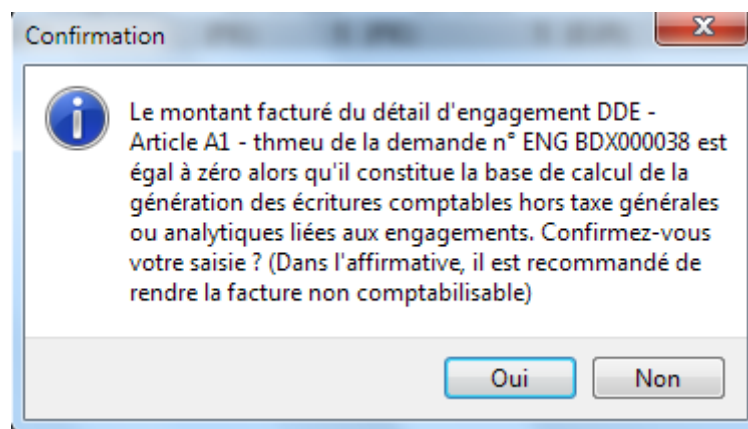 Confirmation
Le montant facturé du détail d'engagement DDE -
Article A1 - thmeu de la demande n° ENG BDX000038 est
égal à zéro alors qu'il constitue la base de calcul de la
génération des écritures comptables hors taxe générales
ou analytiques liées aux engagements. Confirmez-vous
votre saisie ? (Dans l'affirmative, il est recommandé de
rendre la facture non comptabilisable)
Oui
Non